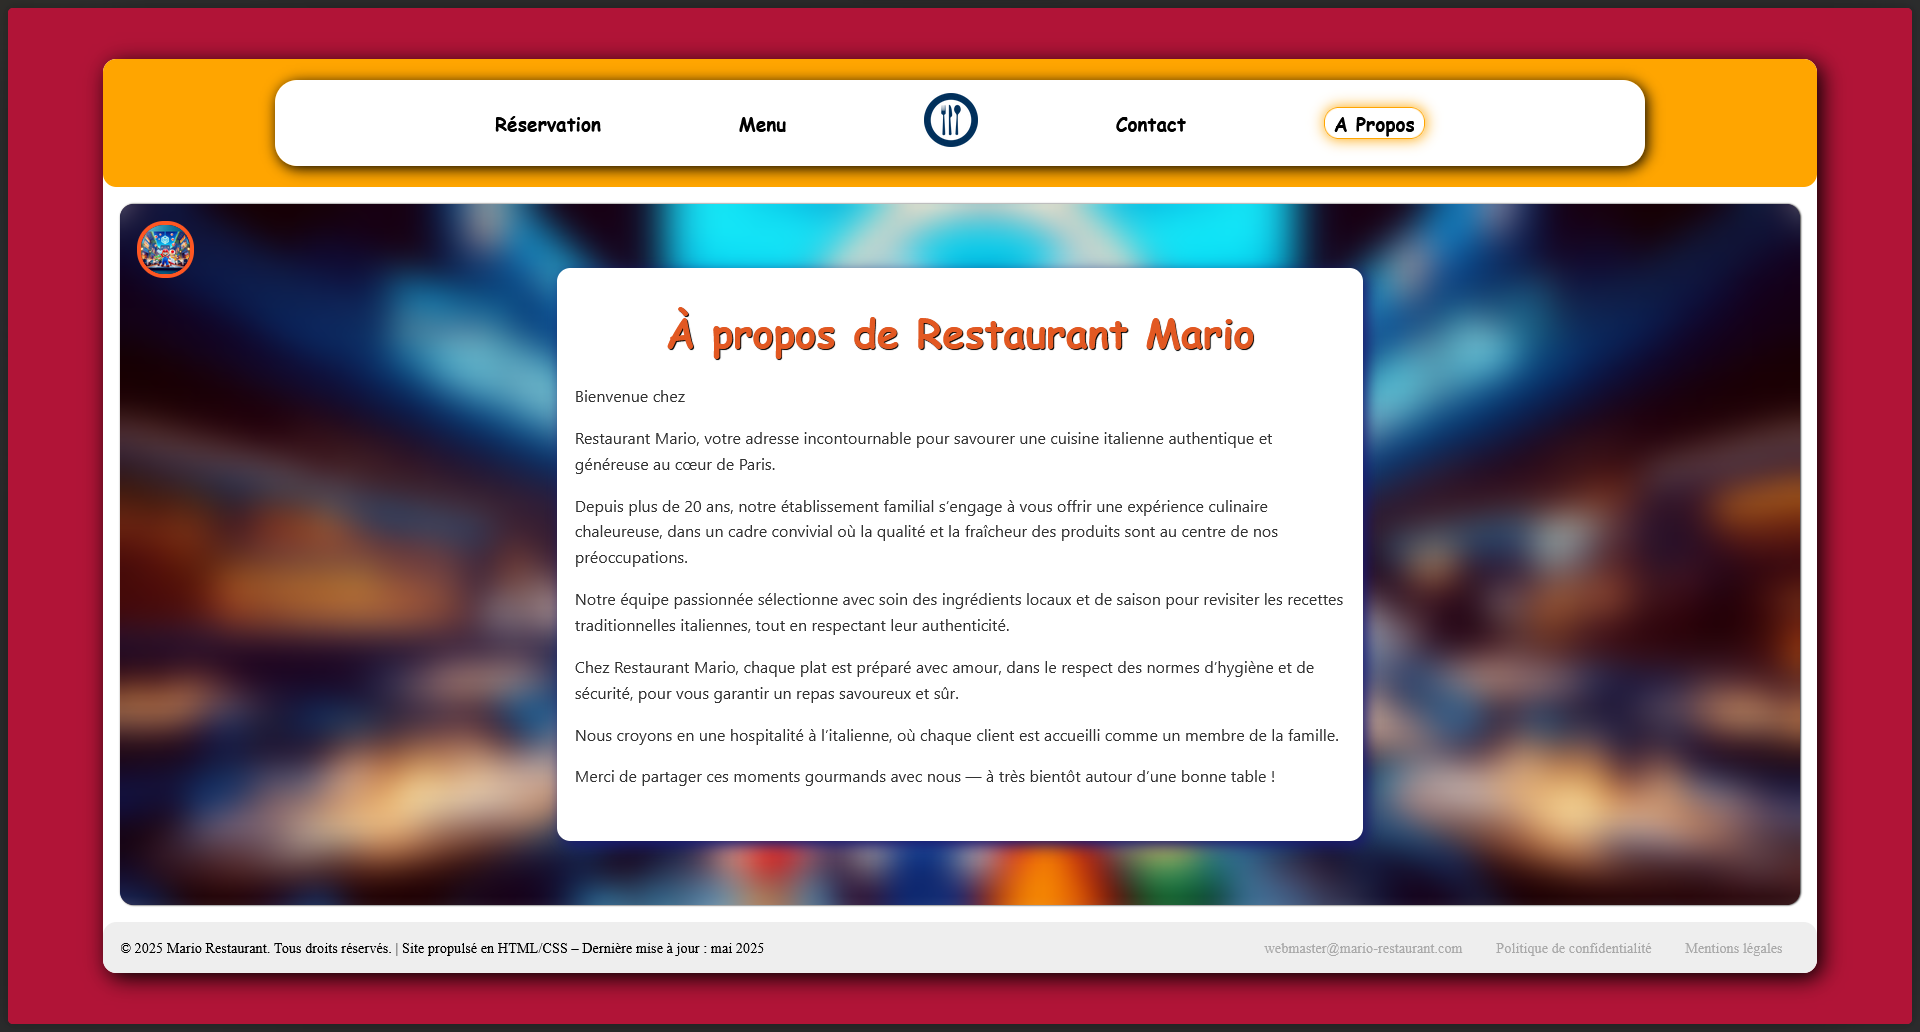 Réservation
Menu
Contact
A Propos
À propos de Restaurant Mario
Bienvenue chez
Restaurant Mario, votre adresse incontournable pour savourer une cuisine italienne authentique et
généreuse au cœur de Paris.
Depuis plus de 20 ans, notre établissement familial s’engage à vous offrir une expérience culinaire
chaleureuse, dans un cadre convivial où la qualité et la fraîcheur des produits sont au centre de nos
préoccupations.
Notre équipe passionnée sélectionne avec soin des ingrédients locaux et de saison pour revisiter les recettes
traditionnelles italiennes, tout en respectant leur authenticité.
Chez Restaurant Mario, chaque plat est préparé avec amour, dans le respect des normes d’hygiène et de
sécurité, pour vous garantir un repas savoureux et sûr.
Nous croyons en une hospitalité à l’italienne, où chaque client est accueilli comme un membre de la famille.
Merci de partager ces moments gourmands avec nous — à très bientôt autour d’une bonne table !
© 2025 Mario Restaurant. Tous droits réservés. | Site propulsé en HTML/CSS – Dernière mise à jour : mai 2025
webmaster@mario-restaurant.com
Politique de confidentialité
Mentions légales